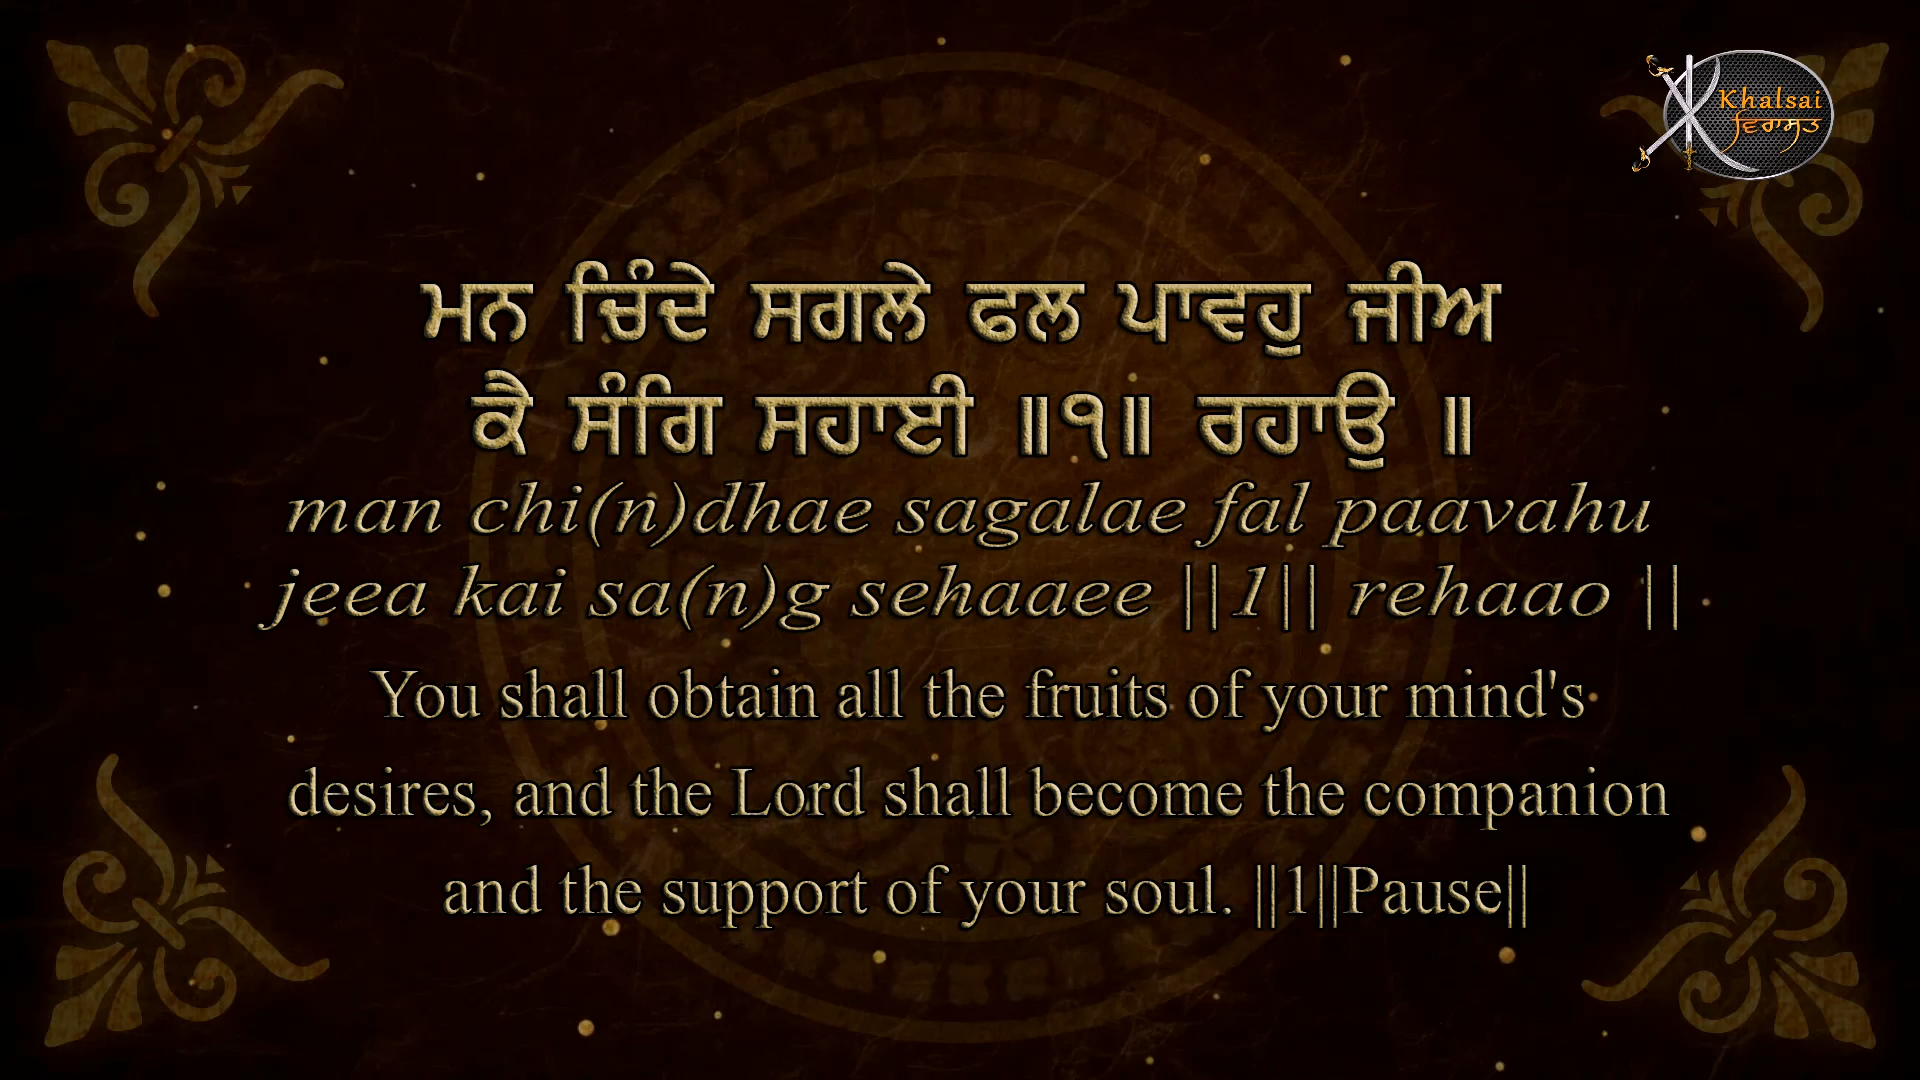 Khalsai
ਵਿਰਾਸਤ
ਮਨ ਚਿੰਦੇ ਸਗਲੇ ਫਲ ਪਾਵਹੁ ਜੀਅ
ਕੈ ਸੰਗਿ ਸਹਾਈ ॥੧॥ ਰਹਾਉ ॥
man chi(n)dhae sagalae fal paavahu
jeea kai sa(n)g sehaaee ||1|| rehaao ||
You shall obtain all the fruits of your mind's
desires, and the Lord shall become the companion
and the support of your soul. ||1||Pause||